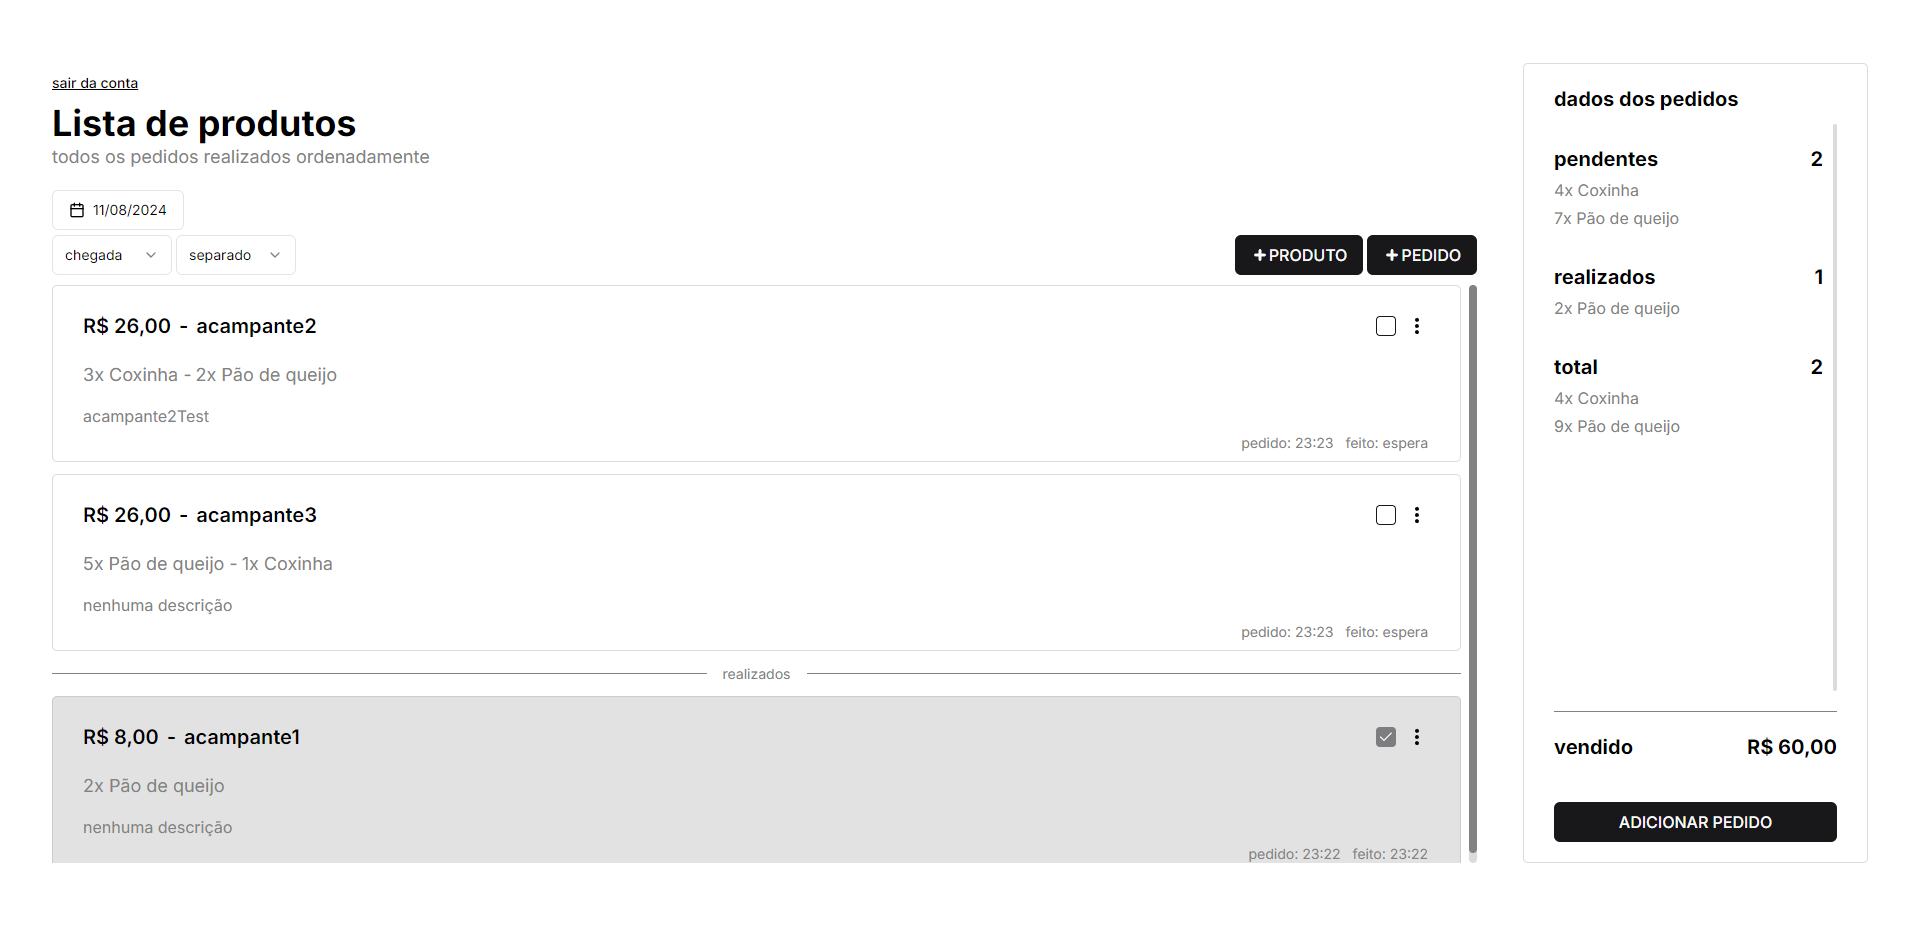 sair da conta
Lista de produtos
todos os pedidos realizados ordenadamente
11/08/2024
chegada separado
+PRODUTO +PEDIDO
R$ 26,00 - acampante2
3x Coxinha - 2x Pão de queijo
acampante2Test
pedido: 23:23 feito: espera
R$ 26,00 - acampante3
5x Pão de queijo - 1x Coxinha
nenhuma descrição
pedido: 23:23 feito: espera
realizados
R$ 8,00 - acampante1
2x Pão de queijo
nenhuma descrição
pedido: 23:22 feito: 23:22
dados dos pedidos
pendentes 2
4x Coxinha
7x Pão de queijo
realizados 1
2x Pão de queijo
total 2
4x Coxinha
9x Pão de queijo
vendido R$ 60,00
ADICIONAR PEDIDO